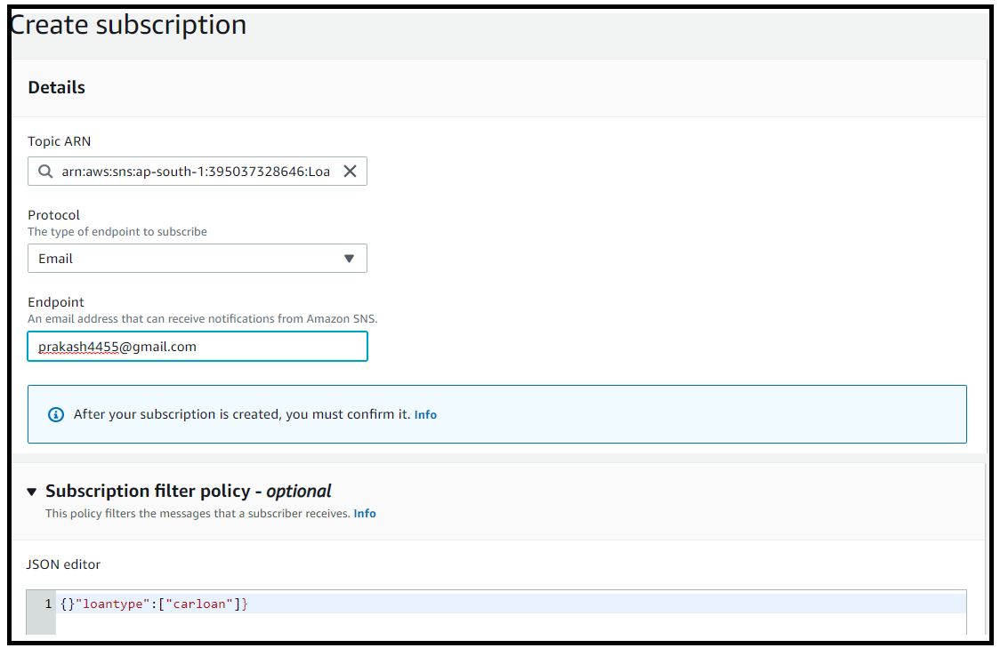 Create subscription
Details
Topic ARN
arn:aws:sns:ap-south-1:395037328646:Loa
Protocol
The type of endpoint to subscribe
Email
Endpoint
An email address that can receive notifications from Amazon SNS.
prakash4455@gmail.com
After your subscription is created, you must confirm it. Info
Subscription filter policy - optional
This policy filters the messages that a subscriber receives. Info
JSON editor
1 {}"loantype":["carloan"]}